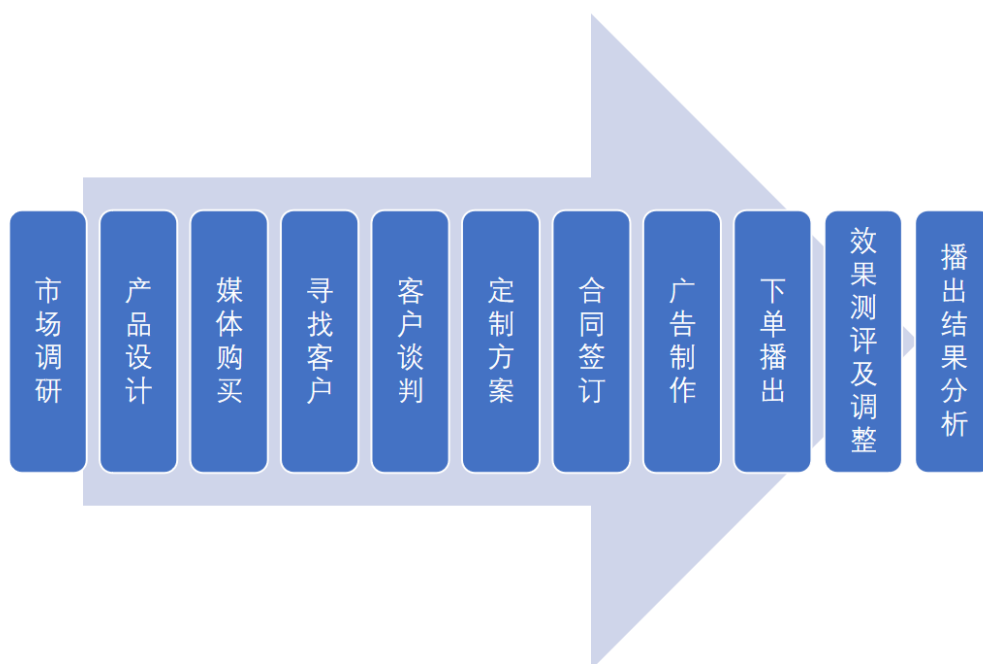 市场调研
产品设计
媒体购买
寻找客户
客户谈判
定制方案
合同签订
广告制作
下单播出
效果测评及调整
播出结果分析